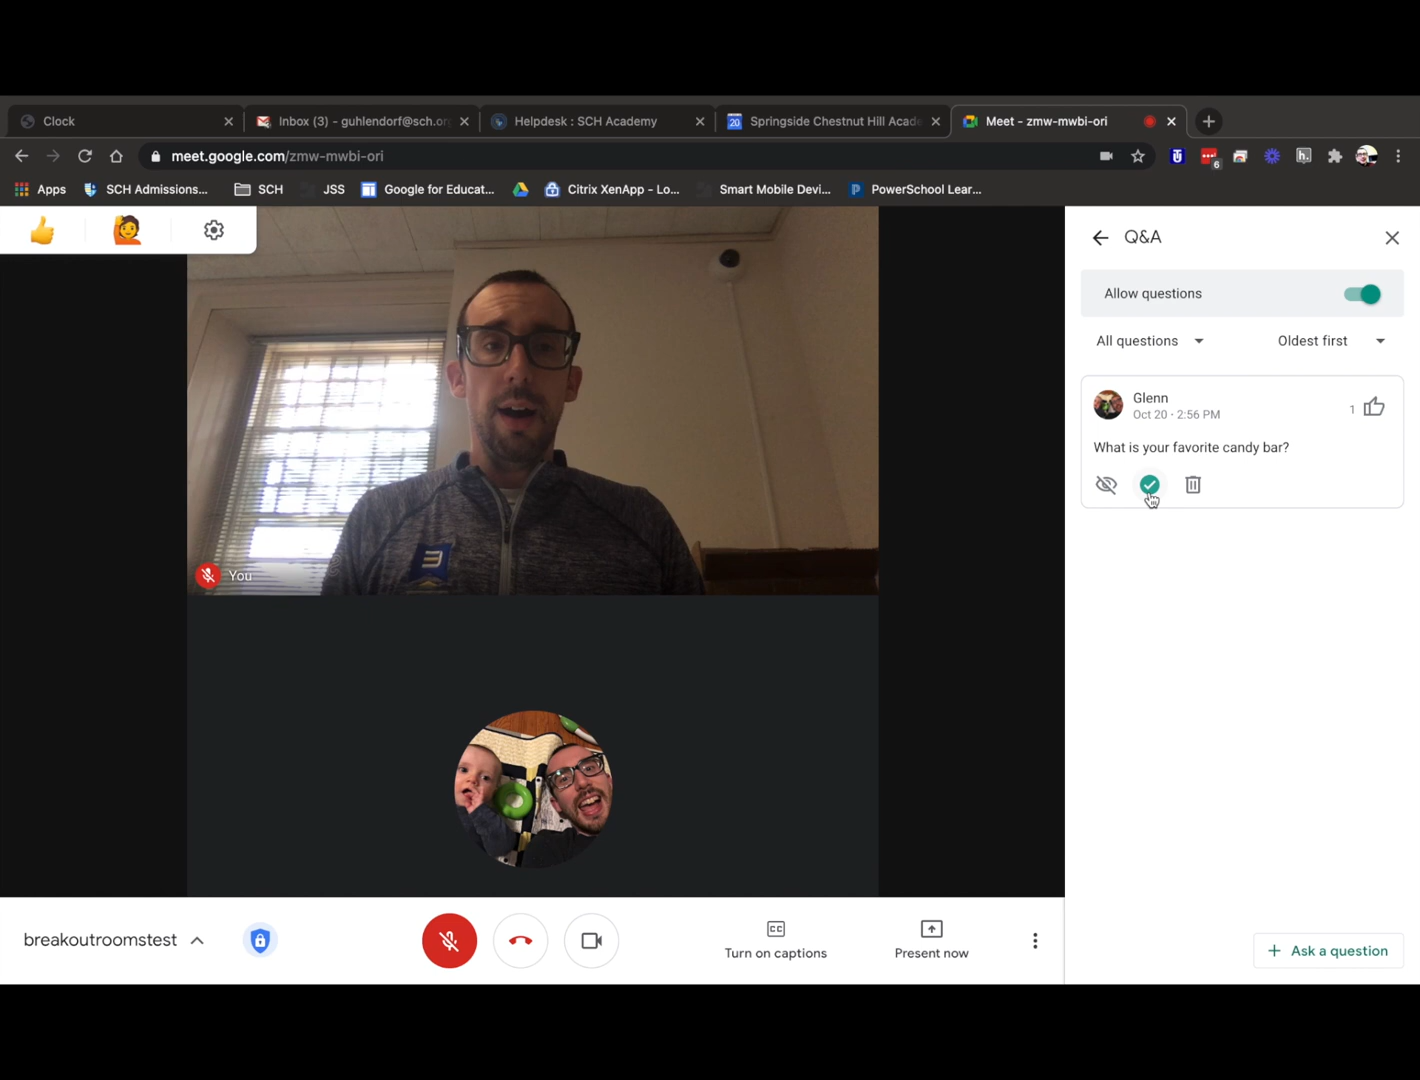 Clock
Inbox (3) - guhlendorf@sch.or
Helpdesk : SCH Academy
Springside Chestnut Hill Acad
Meet - zmw-mwbi-ori
meet.google.com/zmw-mwbi-ori
6
h.
Apps
SCH Admissions...
SCH
JSS
Google for Educat...
Citrix XenApp - Lo...
Smart Mobile Devi...
PowerSchool Lear...
Q&A
Allow questions
All questions
Oldest first
Glenn
Oct 20 · 2:56 PM
1
What is your favorite candy bar?
You
breakoutroomstest
CC
Turn on captions
Present now
+ Ask a question